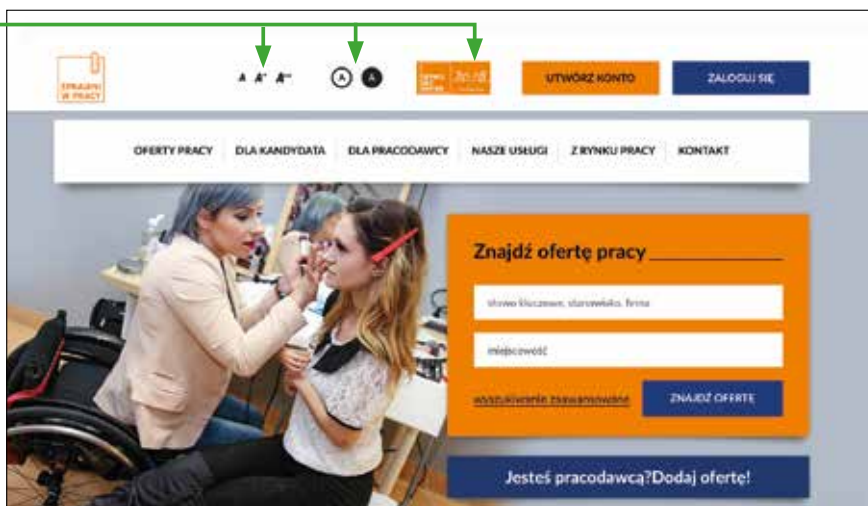 SPRAWNI
W PRACY
A A+ A++
A A
UTWÓRZ KONTO
ZALOGUJ SIĘ
OFERTY PRACY DLA KANDYDATA DLA PRACODAWCY NASZE USŁUGI Z RYNKU PRACY KONTAKT
Znajdź ofertę pracy
słowo kluczowe, stanowisko, firma
miejscowość
wyszukiwanie zaawansowane
ZNAJDŹ OFERTĘ
Jesteś pracodawcą?Dodaj ofertę!